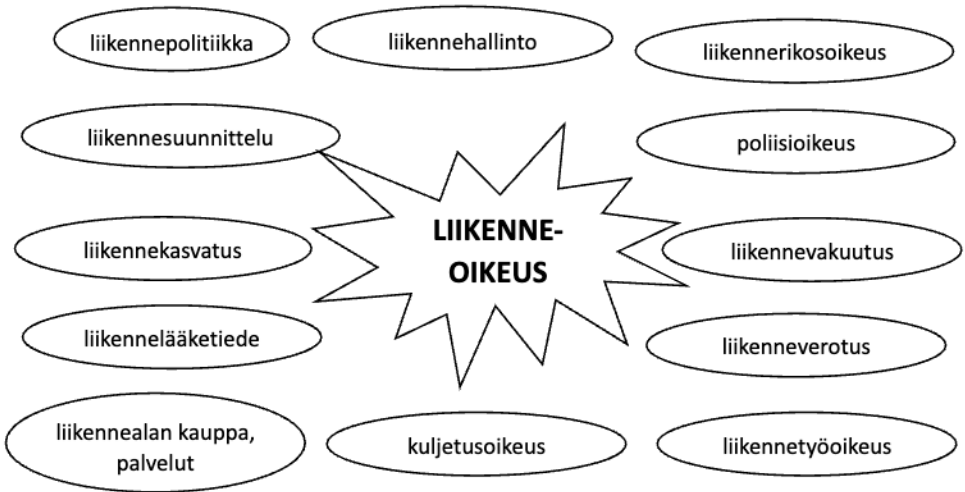 liikennepolitiikka
liikennehallinto
liikennerikosoikeus
liikennesuunnittelu
poliisioikeus
LIIKENNE-
OIKEUS
liikennekasvatus
liikennevakuutus
liikennelääketiede
liikenneverotus
liikennealan kauppa,
palvelut
kuljetusoikeus
liikennetyöoikeus